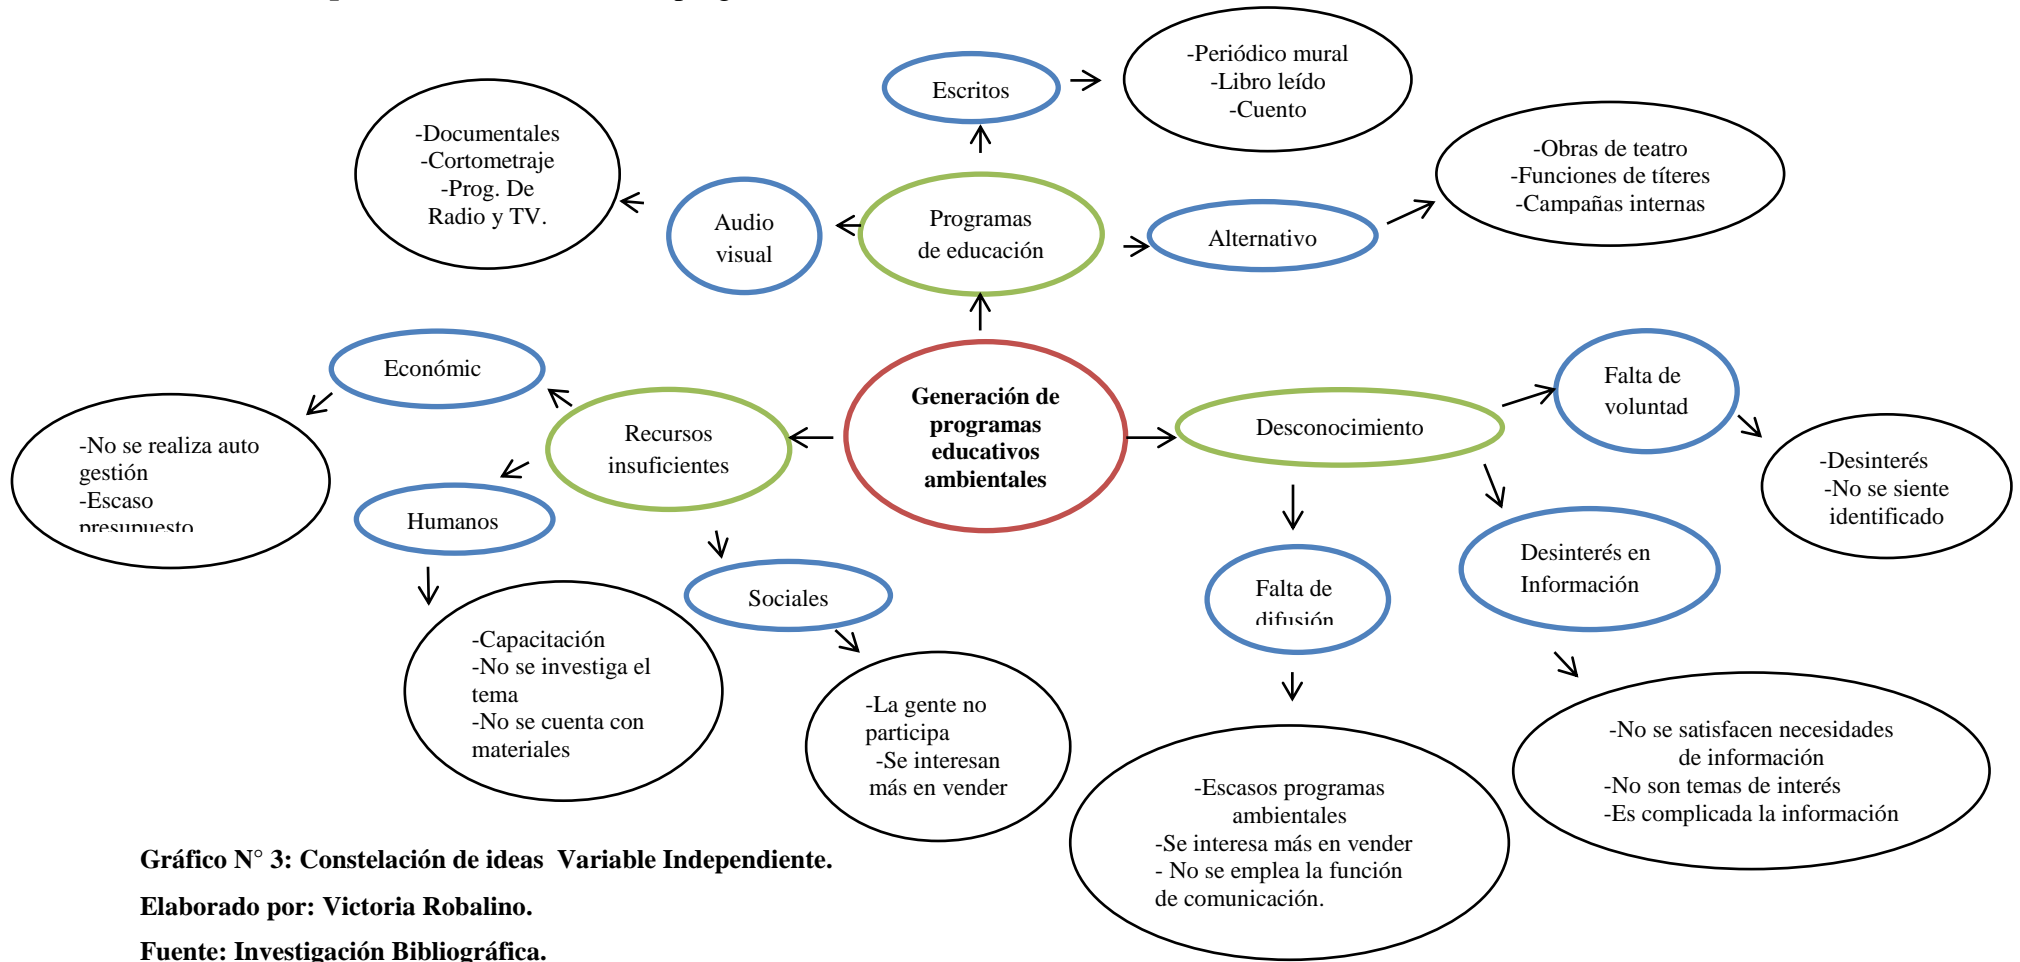 Escritos
-Periódico mural
-Libro leído
-Cuento
-Documentales
-Cortometraje
-Prog. De
Radio y TV.
Audio
visual
Programas
de educación
Alternativo
-Obras de teatro
-Funciones de títeres
-Campañas internas
Económic
-No se realiza auto
gestión
-Escaso
presupuesto
Recursos
insuficientes
Humanos
-Capacitación
-No se investiga el
tema
-No se cuenta con
materiales
Sociales
-La gente no
participa
-Se interesan
más en vender
Generación de
programas
educativos
ambientales
Desconocimiento
Falta de
voluntad
-Desinterés
-No se siente
identificado
Desinterés en
Información
-No se satisfacen necesidades
de información
-No son temas de interés
-Es complicada la información
Falta de
difusión
-Escasos programas
ambientales
-Se interesa más en vender
- No se emplea la función
de comunicación.
Gráfico N° 3: Constelación de ideas  Variable Independiente.
Elaborado por: Victoria Robalino.
Fuente: Investigación Bibliográfica.